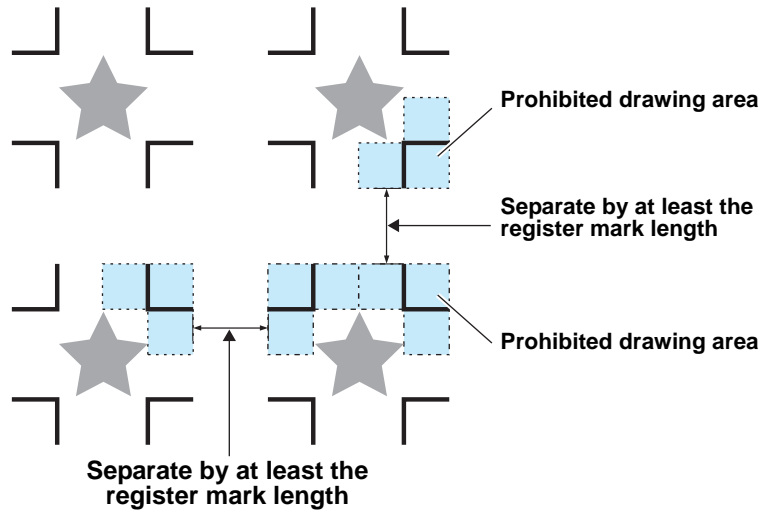 Prohibited drawing area
Separate by at least the
register mark length
Prohibited drawing area
Separate by at least the
register mark length